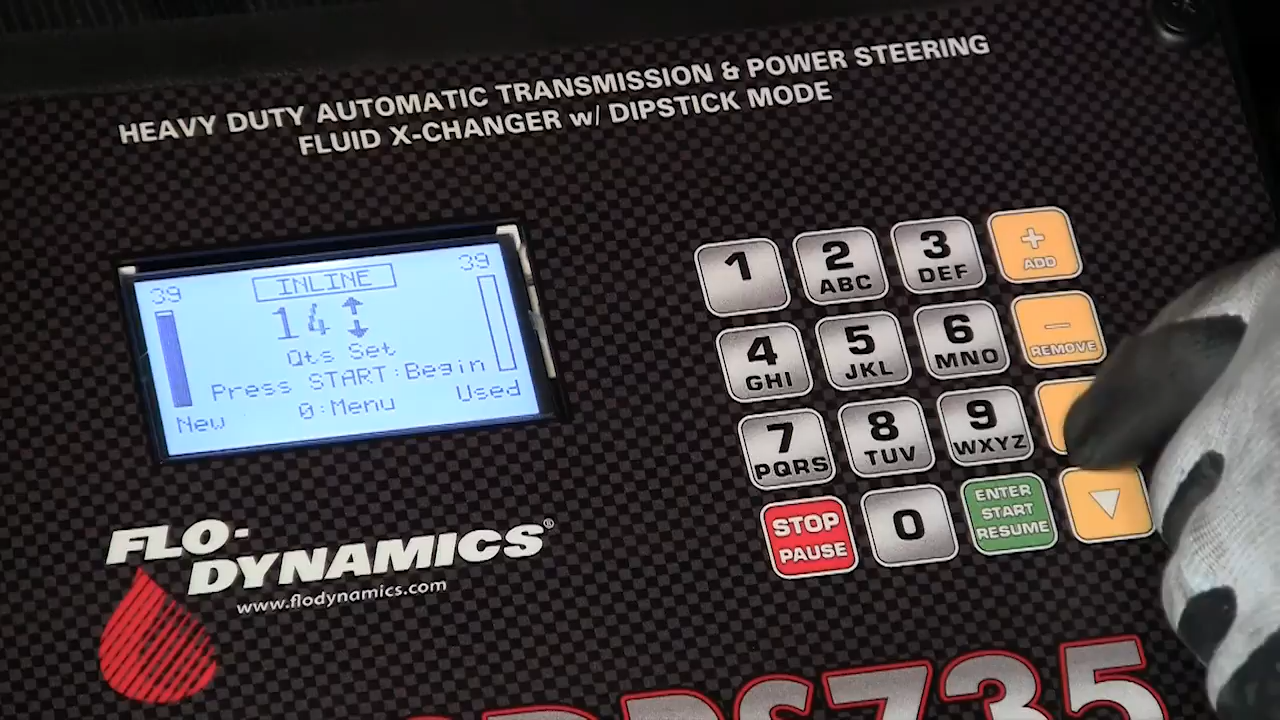 HEAVY DUTY AUTOMATIC TRANSMISSION & POWER STEERING
FLUID X-CHANGER w/ DIPSTICK MODE
39 INLINE 39
14
Qts Set
Press START:Begin
New 0:Menu Used
1 2 ABC 3 DEF + ADD
4 GHI 5 JKL 6 MNO − REMOVE
7 PQRS 8 TUV 9 WXYZ
STOP PAUSE 0 ENTER START RESUME
FLO-
DYNAMICS®
www.flodynamics.com
735